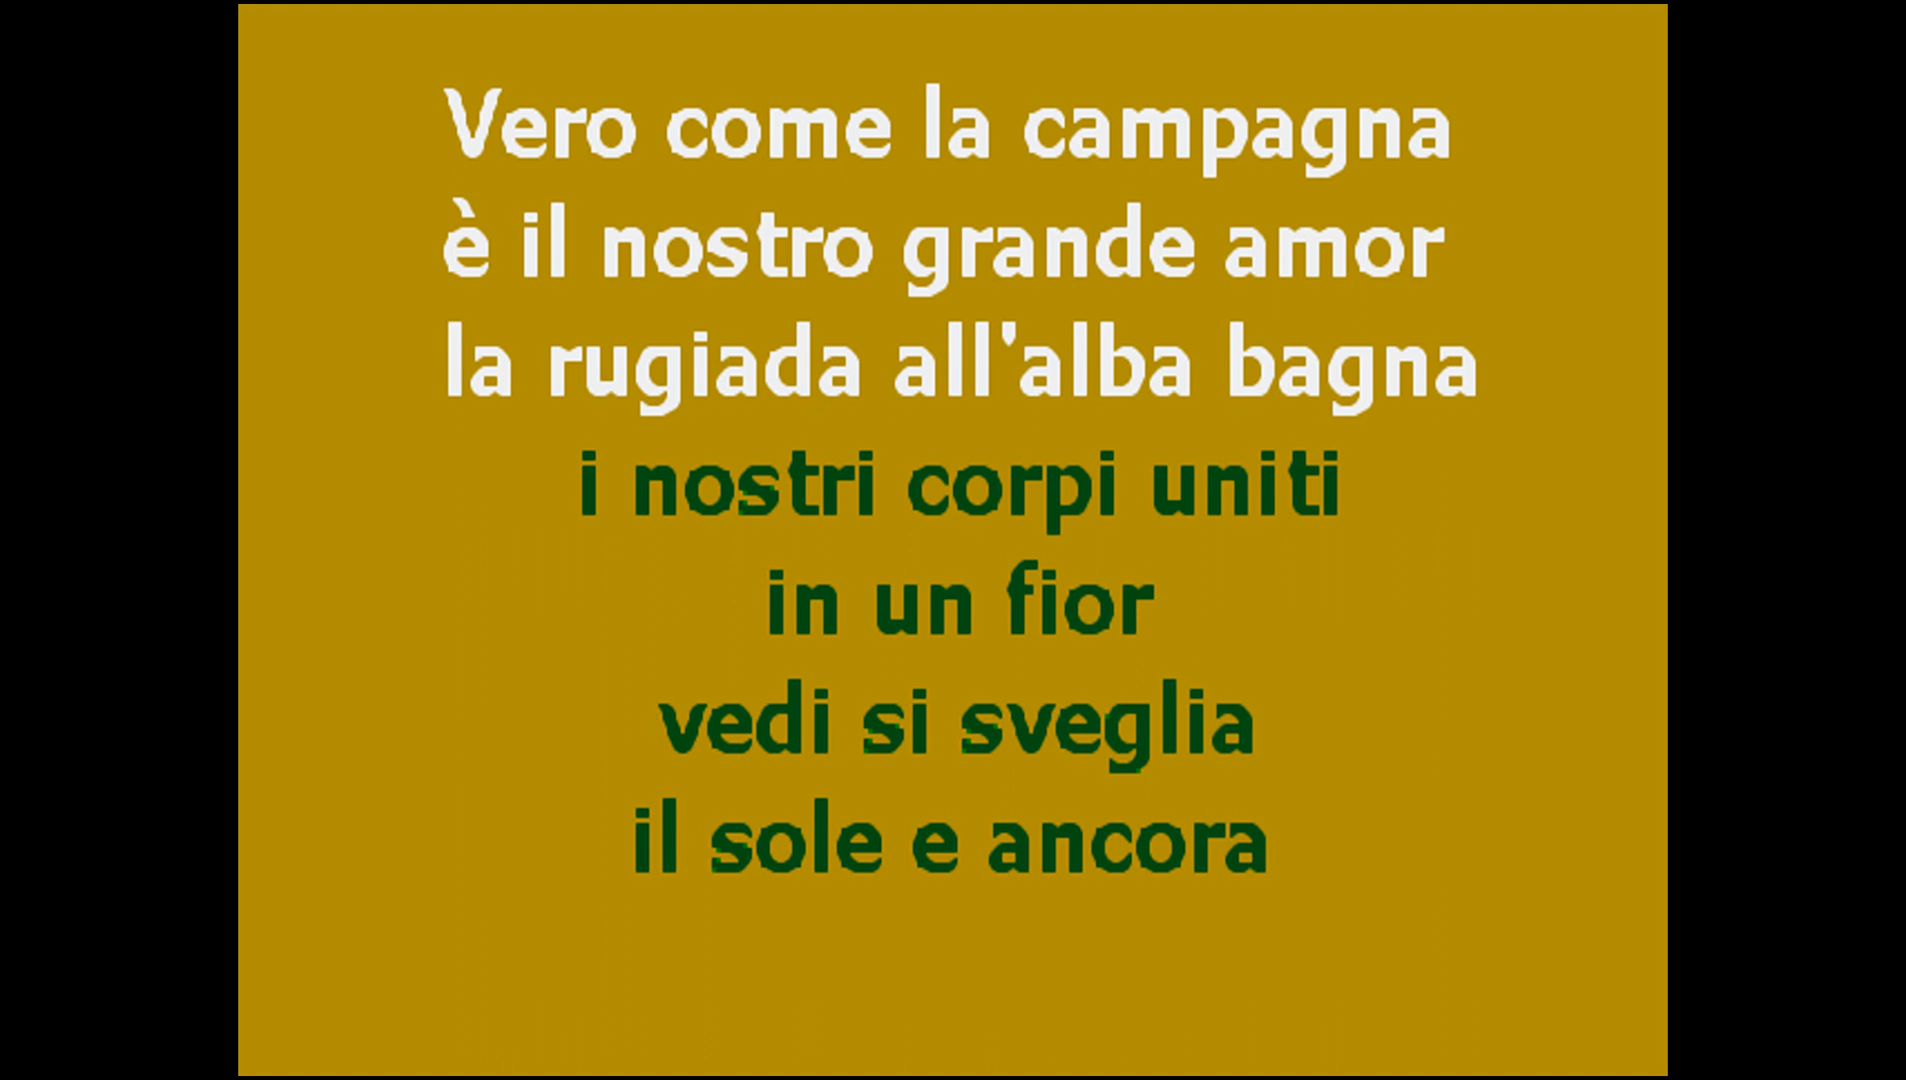 Vero come la campagna
è il nostro grande amor
la rugiada all'alba bagna
i nostri corpi uniti
in un fior
vedi si sveglia
il sole e ancora